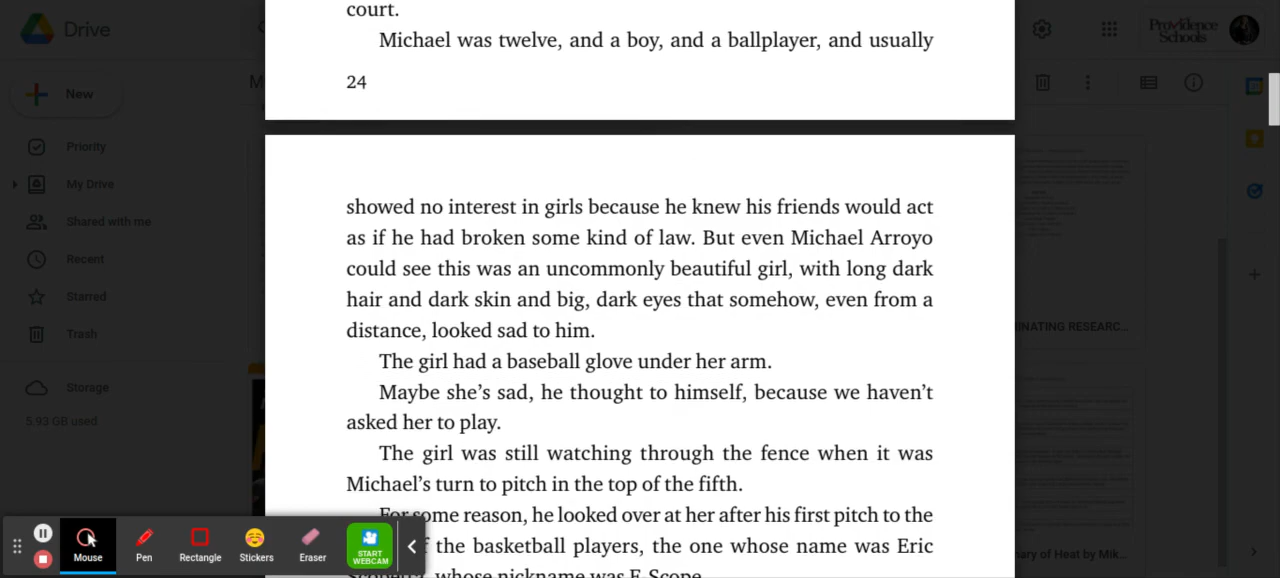 court.
Michael was twelve, and a boy, and a ballplayer, and usually
24
showed no interest in girls because he knew his friends would act
as if he had broken some kind of law. But even Michael Arroyo
could see this was an uncommonly beautiful girl, with long dark
hair and dark skin and big, dark eyes that somehow, even from a
distance, looked sad to him.
The girl had a baseball glove under her arm.
Maybe she's sad, he thought to himself, because we haven't
asked her to play.
The girl was still watching through the fence when it was
Michael's turn to pitch in the top of the fifth.
For some reason, he looked over at her after his first pitch to the
f the basketball players, the one whose name was Eric
whose nickname was E-Scope
Drive
New
Priority
My Drive
Shared with me
Recent
Starred
Trash
Storage
5.93 GB used
M
Providence
Schools
INATING RESEARC...
ary of Heat by Mik...
Mouse
Pen
Rectangle
Stickers
Eraser
START
WEBCAM